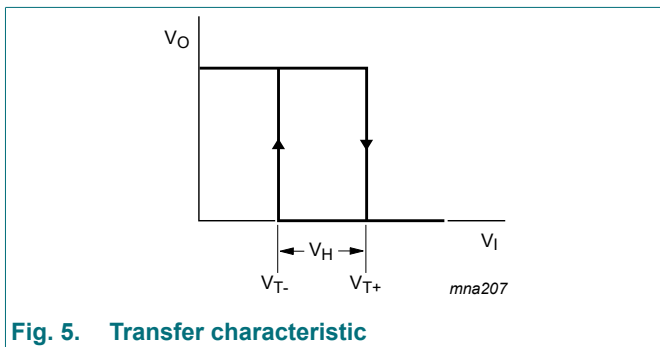 VO
VI
VH
VT-
VT+
mna207
Fig. 5. Transfer characteristic